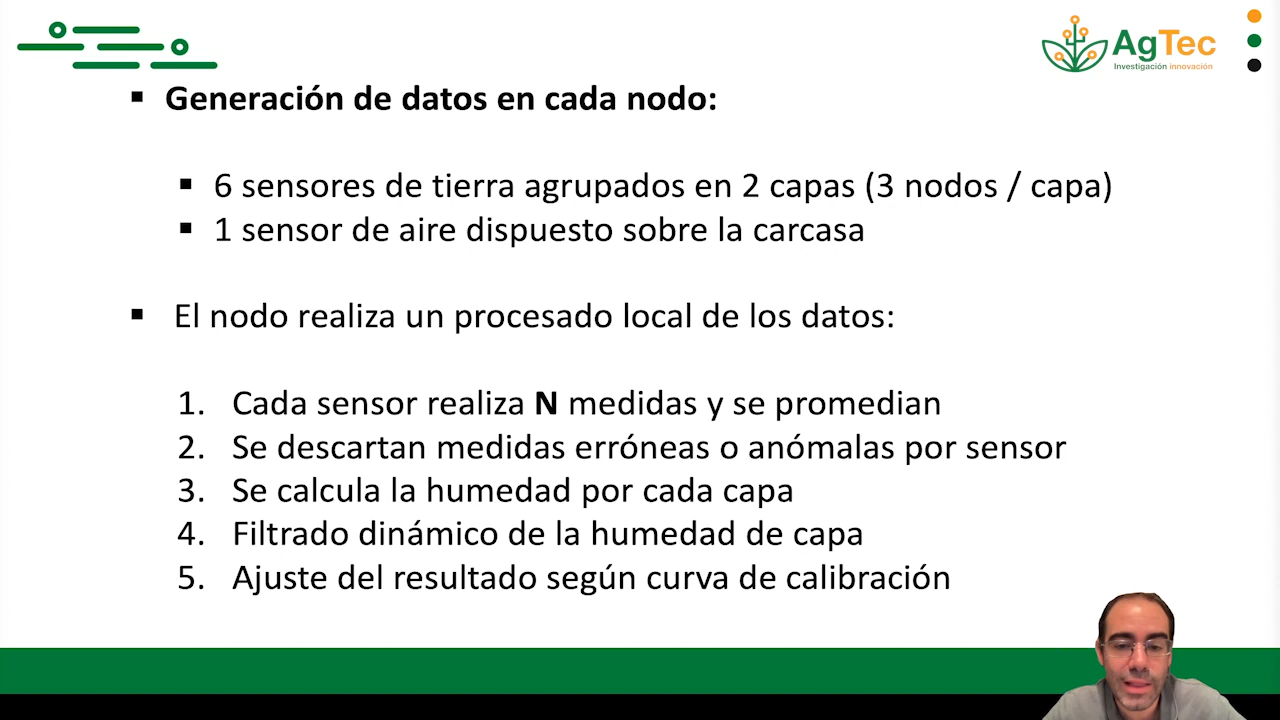 AgTec
Investigación innovación
▪ Generación de datos en cada nodo:
▪ 6 sensores de tierra agrupados en 2 capas (3 nodos / capa)
▪ 1 sensor de aire dispuesto sobre la carcasa
▪ El nodo realiza un procesado local de los datos:
1. Cada sensor realiza N medidas y se promedian
2. Se descartan medidas erróneas o anómalas por sensor
3. Se calcula la humedad por cada capa
4. Filtrado dinámico de la humedad de capa
5. Ajuste del resultado según curva de calibración